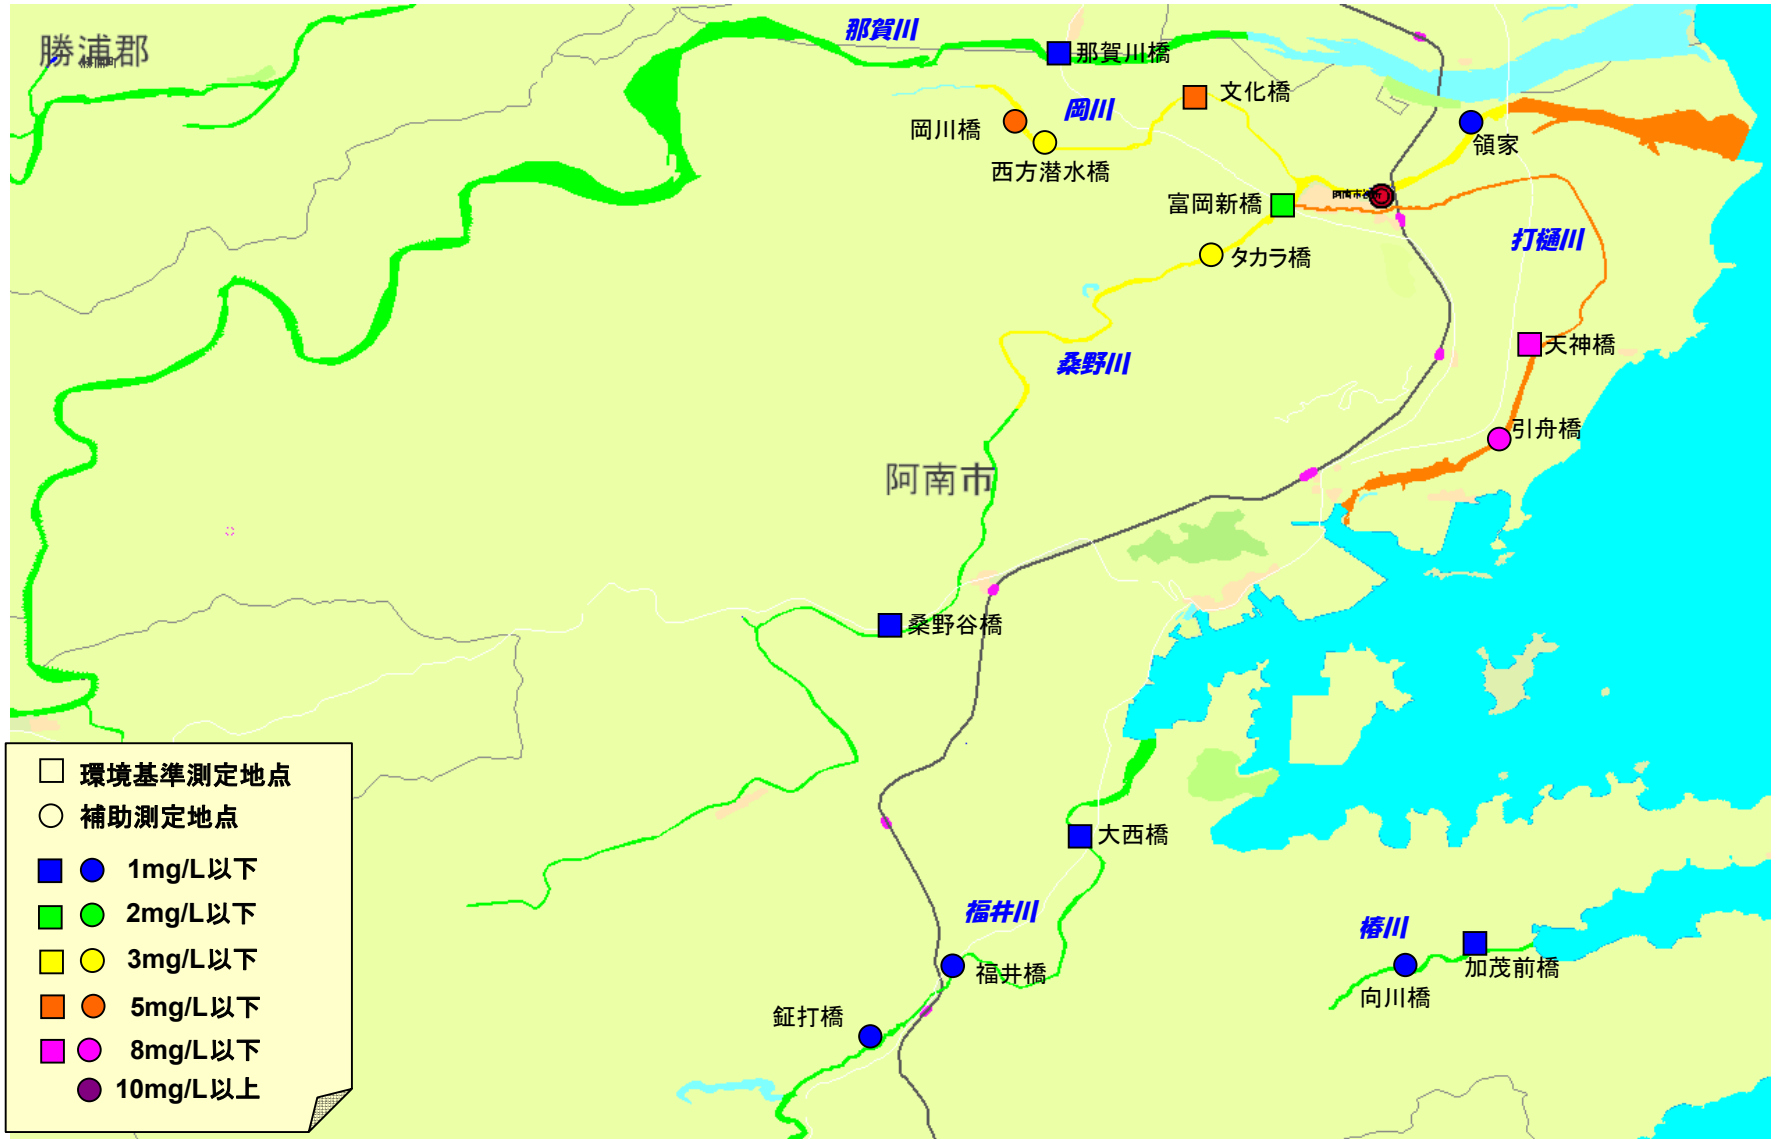 勝浦郡
那賀川
那賀川橋
岡川
文化橋
岡川橋
西方潜水橋
領家
富岡新橋
阿南市役所
タカラ橋
打樋川
天神橋
桑野川
引舟橋
阿南市
桑野谷橋
大西橋
福井川
福井橋
鉦打橋
椿川
加茂前橋
向川橋
環境基準測定地点
補助測定地点
1mg/L以下
2mg/L以下
3mg/L以下
5mg/L以下
8mg/L以下
10mg/L以上